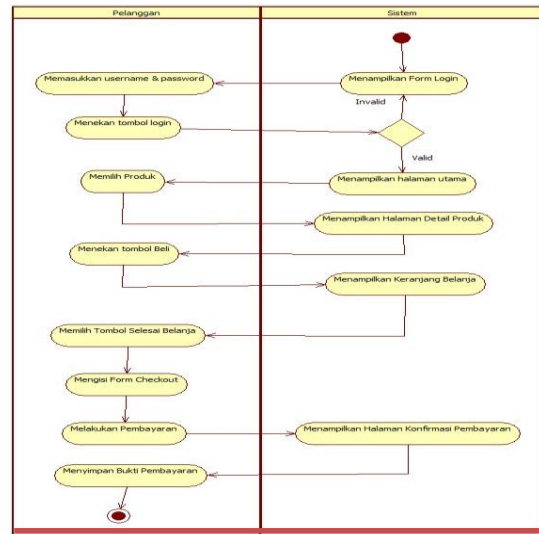 Pelanggan
Sistem
Menampilkan Form Login
Memasukkan username & password
Invalid
Menekan tombol login
Valid
Menampilkan halaman utama
Memilih Produk
Menampilkan Halaman Detail Produk
Menekan tombol Beli
Menampilkan Keranjang Belanja
Memilih Tombol Selesai Belanja
Mengisi Form Checkout
Melakukan Pembayaran
Menampilkan Halaman Konfirmasi Pembayaran
Menyimpan Bukti Pembayaran